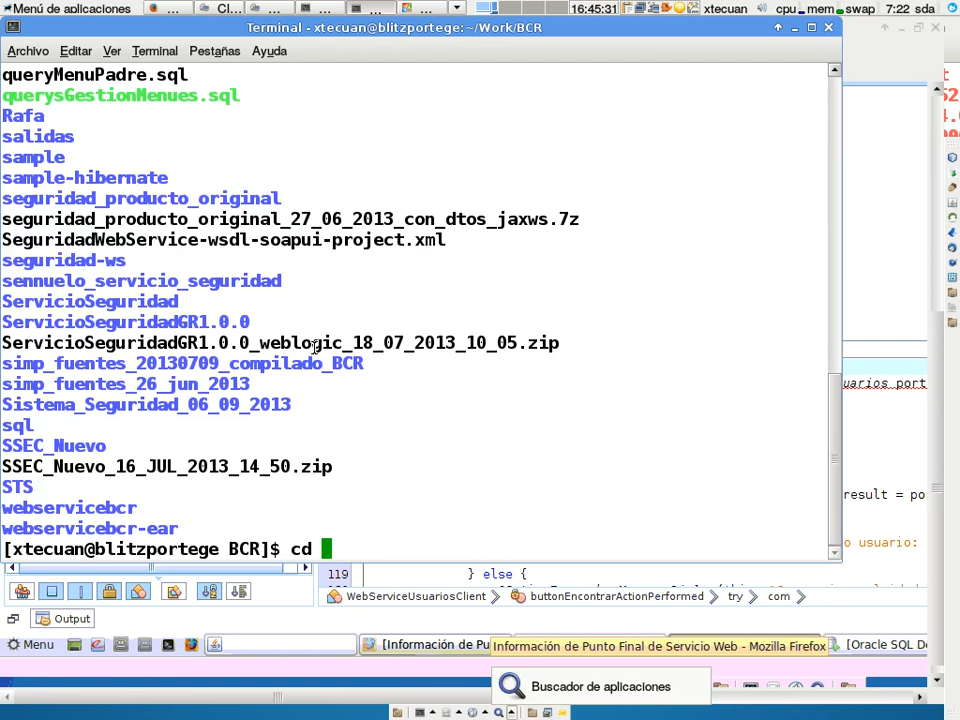 Menú de aplicaciones
...
Cl...
...
...
...
...
...
16:45:31
xtecuan
cpu
mem
swap
7:22 sda
Terminal - xtecuan@blitzportege:~/Work/BCR
Archivo Editar Ver Terminal Pestañas Ayuda
queryMenuPadre.sql
querysGestionMenues.sql
Rafa
salidas
sample
sample-hibernate
seguridad_producto_original
seguridad_producto_original_27_06_2013_con_dtos_jaxws.7z
SeguridadWebService-wsdl-soapui-project.xml
seguridad-ws
sennuelo_servicio_seguridad
ServicioSeguridad
ServicioSeguridadGR1.0.0
ServicioSeguridadGR1.0.0_weblogic_18_07_2013_10_05.zip
simp_fuentes_20130709_compilado_BCR
simp_fuentes_26_jun_2013
Sistema_Seguridad_06_09_2013
sql
SSEC_Nuevo
SSEC_Nuevo_16_JUL_2013_14_50.zip
STS
webservicebcr
webservicebcr-ear
[xtecuan@blitzportege BCR]$ cd
uarios port
result = po
o usuario:
119 } else {
WebServiceUsuariosClient
buttonEncontrarActionPerformed
try
com
Output
Menu
[Información de Pu
Información de Punto Final de Servicio Web - Mozilla Firefox
[Oracle SQL De
Buscador de aplicaciones